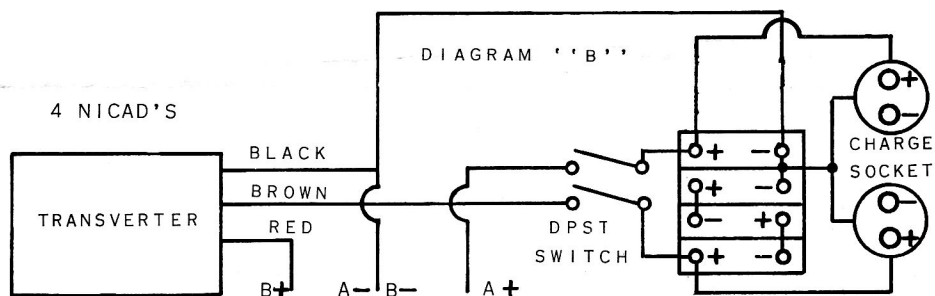 DIAGRAM ''B''
4 NICAD'S
BLACK
BROWN
RED
TRANSVERTER
B+
A- B-
A+
DPST
SWITCH
+ -
+ -
- +
+ -
+
-
CHARGE
SOCKET
-
+